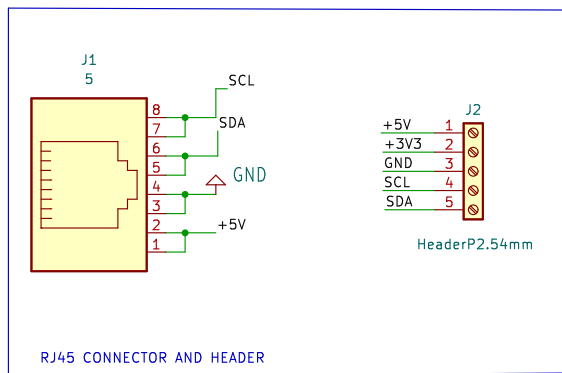 J1
5
8
7
6
5
4
3
2
1
SCL
SDA
GND
+5V
J2
+5V 1
+3V3 2
GND 3
SCL 4
SDA 5
HeaderP2.54mm
RJ45 CONNECTOR AND HEADER